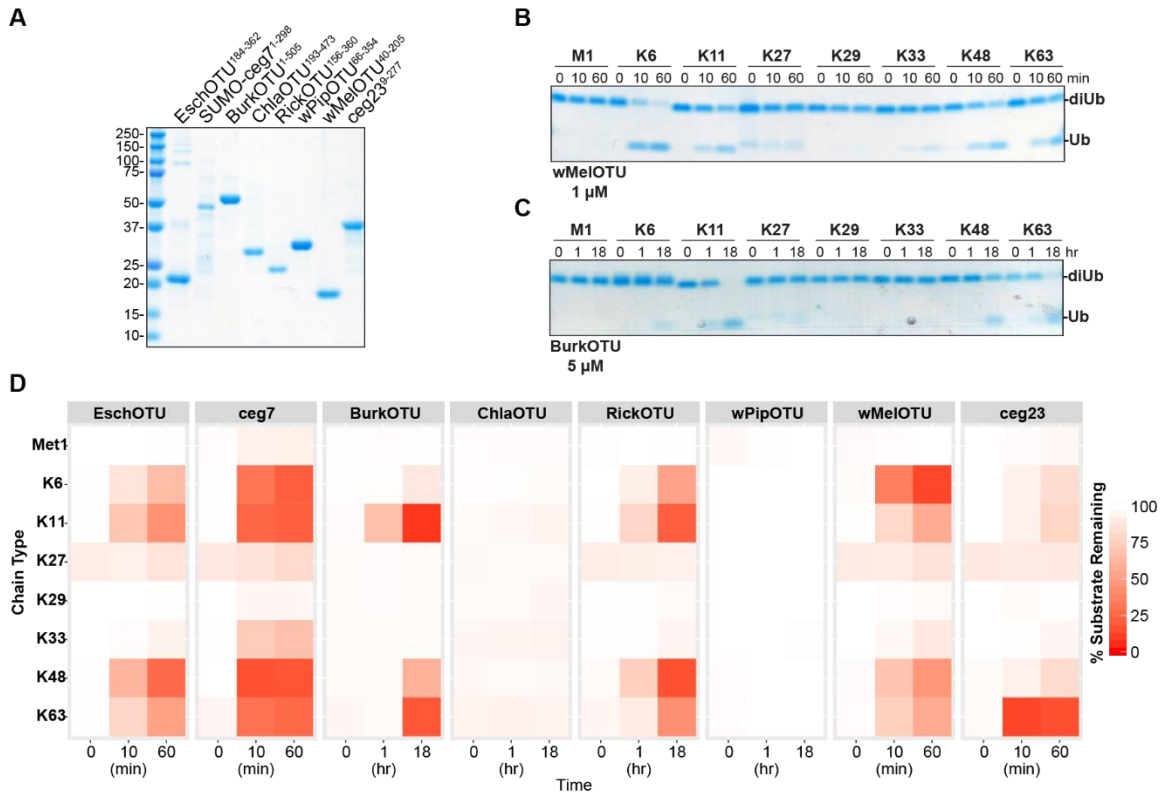 A
EschOTU184-362
SUMO-ceg71-298
BurkOTU1-505
ChlaOTU193-473
RickOTU156-360
wPipOTU66-354
wMelOTU40-205
ceg239-277
250-
150-
100-
75-
50-
37-
25-
20-
15-
10-
B
M1 K6 K11 K27 K29 K33 K48 K63
0 10 60 0 10 60 0 10 60 0 10 60 0 10 60 0 10 60 0 10 60 0 10 60 min
-diUb
-Ub
wMelOTU
1 µM
C
M1 K6 K11 K27 K29 K33 K48 K63
0 1 18 0 1 18 0 1 18 0 1 18 0 1 18 0 1 18 0 1 18 0 1 18 hr
-diUb
-Ub
BurkOTU
5 µM
D
EschOTU ceg7 BurkOTU ChlaOTU RickOTU wPipOTU wMelOTU ceg23
Chain Type
Met1
K6
K11
K27
K29
K33
K48
K63
0 10 60 0 10 60 0 1 18 0 1 18 0 1 18 0 1 18 0 10 60 0 10 60
(min) (min) (hr) (hr) (hr) (hr) (min) (min)
Time
% Substrate Remaining
100
75
50
25
0